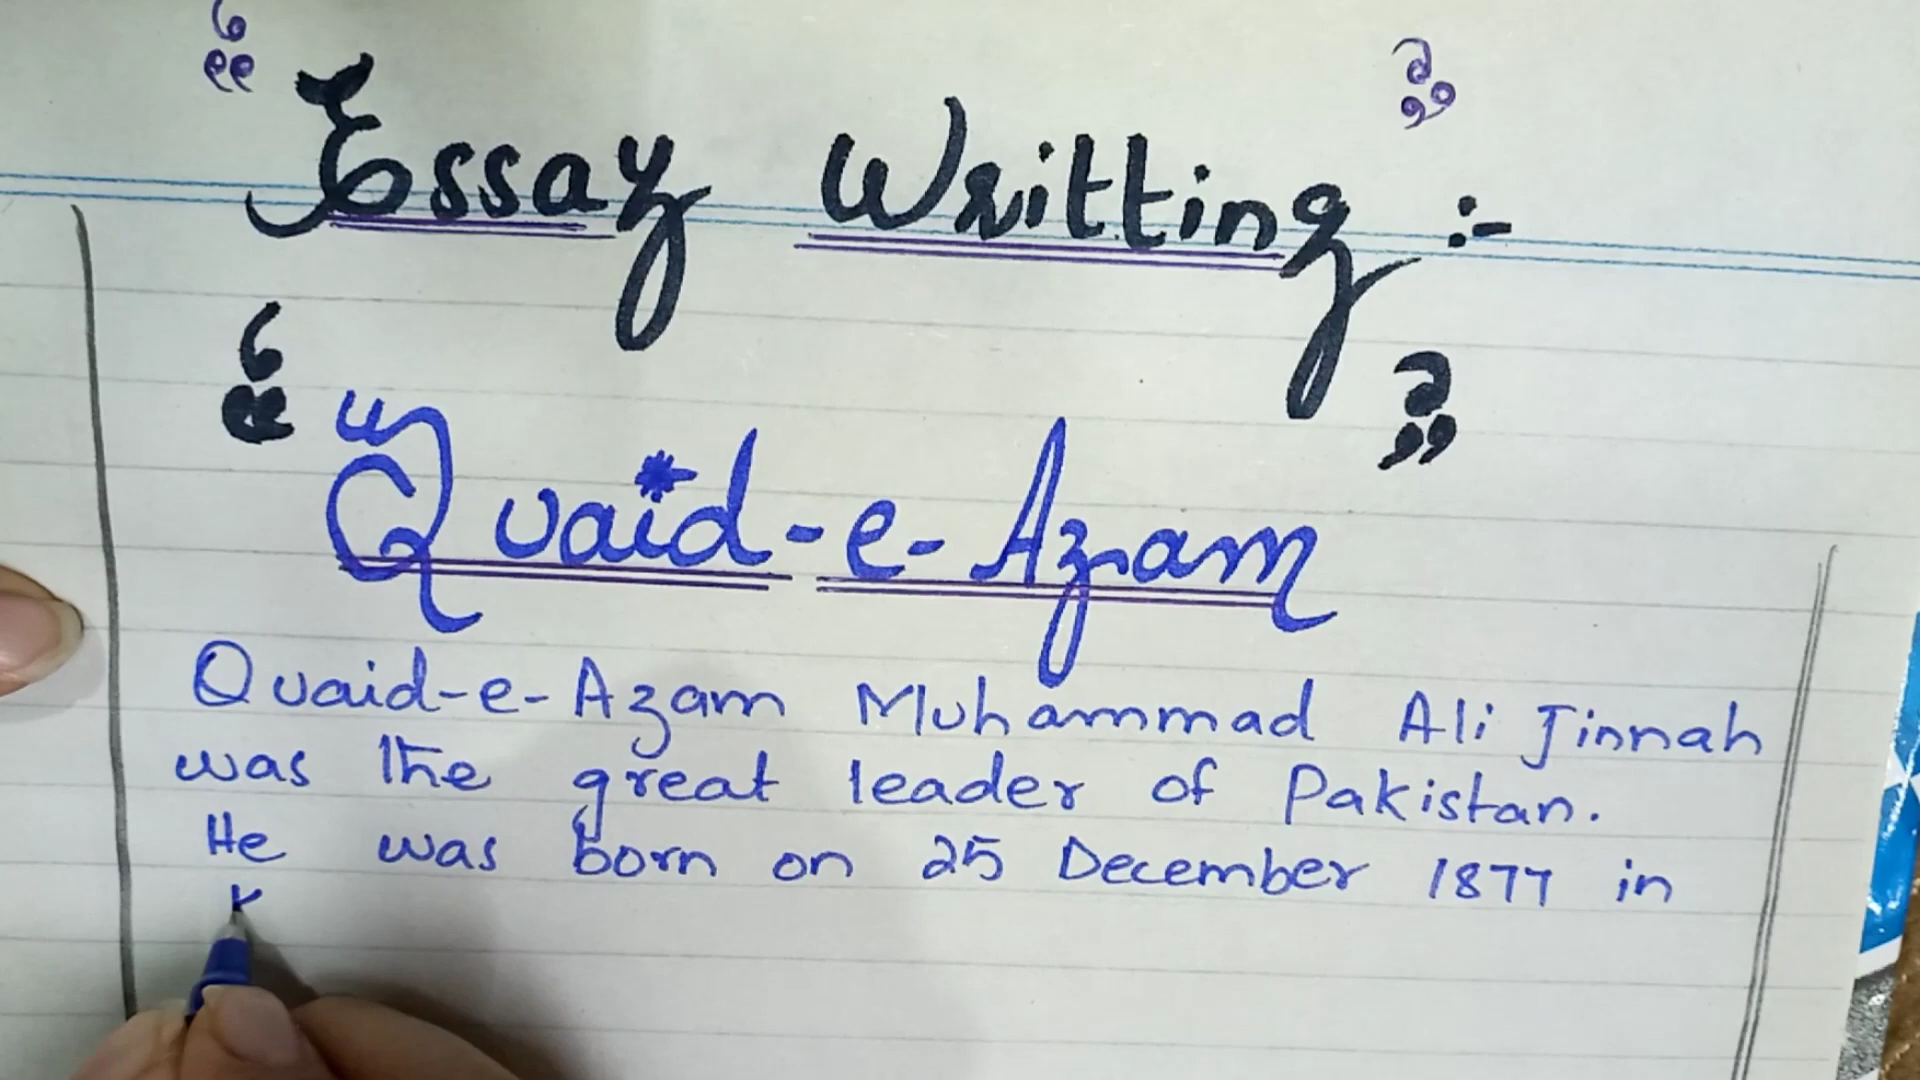 Essay Writting :-
Quaid-e-Azam
Quaid-e-Azam Muhammad Ali Jinnah
was the great leader of Pakistan.
He was born on 25 December 1877 in
K